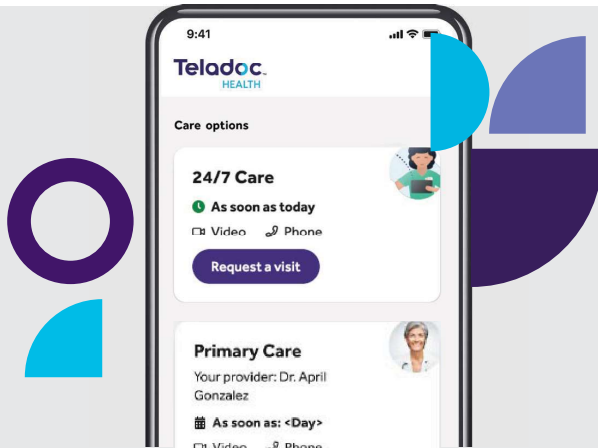 9:41
Teladoc™
HEALTH
Care options
24/7 Care
As soon as today
Video Phone
Request a visit
Primary Care
Your provider: Dr. April
Gonzalez
As soon as: <Day>
Video Phone